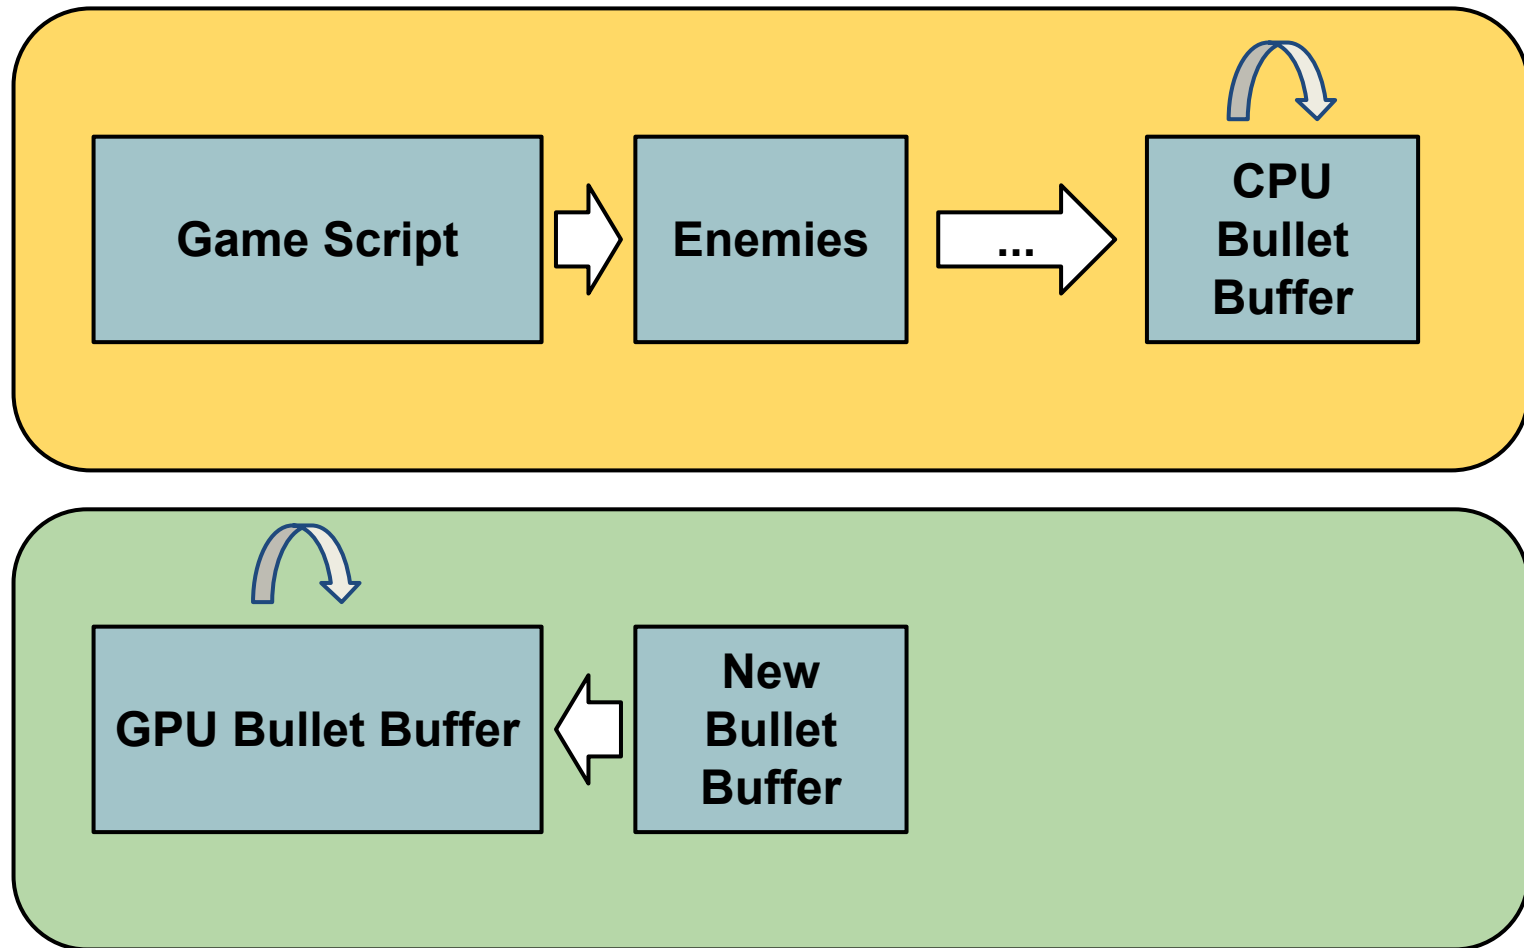 Game Script
Enemies
...
CPU
Bullet
Buffer
GPU Bullet Buffer
New
Bullet
Buffer